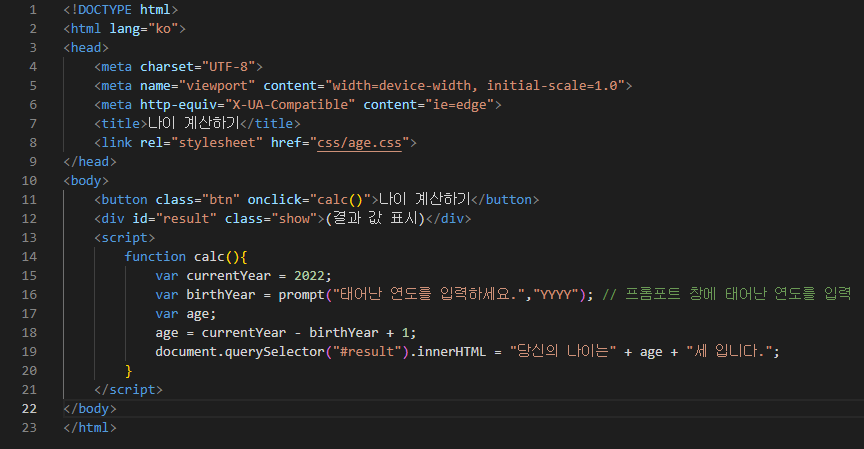 1 <!DOCTYPE html>
2 <html lang="ko">
3 <head>
4     <meta charset="UTF-8">
5     <meta name="viewport" content="width=device-width, initial-scale=1.0">
6     <meta http-equiv="X-UA-Compatible" content="ie=edge">
7     <title>나이 계산하기</title>
8     <link rel="stylesheet" href="css/age.css">
9 </head>
10 <body>
11     <button class="btn" onclick="calc()">나이 계산하기</button>
12     <div id="result" class="show">(결과 값 표시)</div>
13     <script>
14         function calc(){
15             var currentYear = 2022;
16             var birthYear = prompt("태어난 연도를 입력하세요.","YYYY"); // 프롬포트 창에 태어난 연도를 입력
17             var age;
18             age = currentYear - birthYear + 1;
19             document.querySelector("#result").innerHTML = "당신의 나이는" + age + "세 입니다.";
20         }
21     </script>
22 </body>
23 </html>